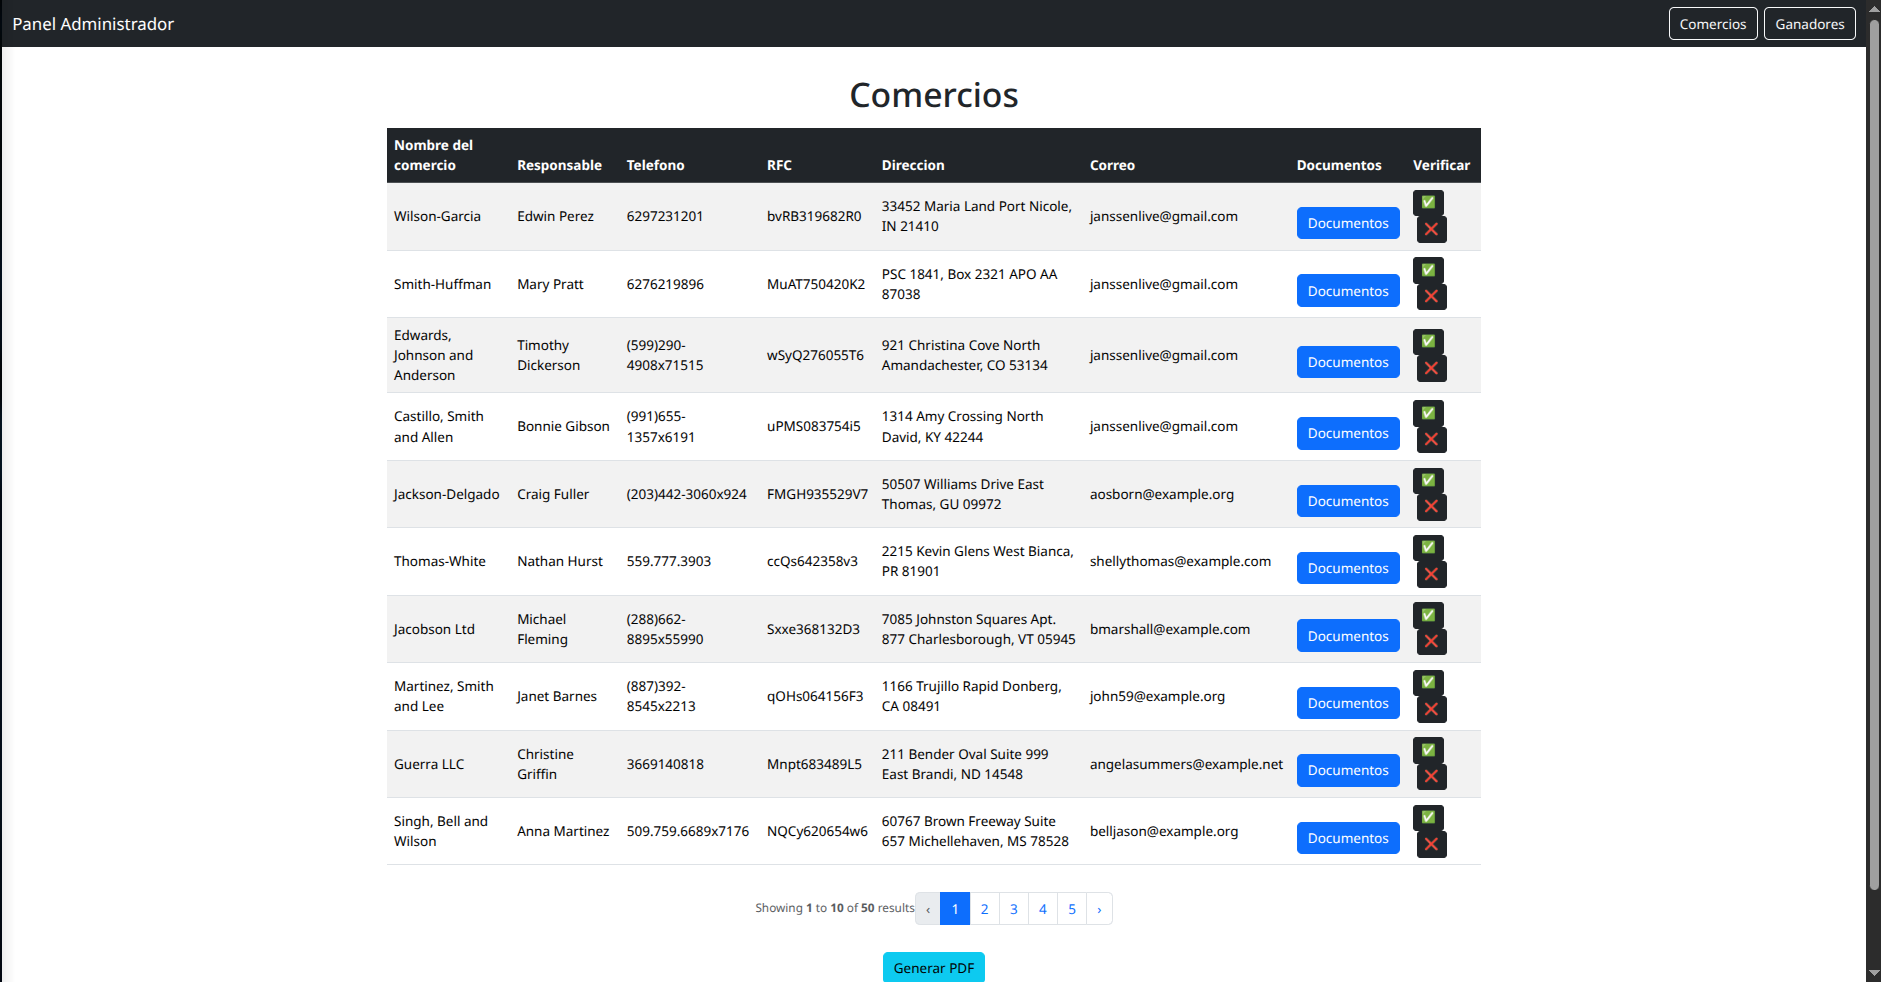 Panel Administrador
Comercios
Ganadores
Comercios
Nombre del
comercio
Responsable
Telefono
RFC
Direccion
Correo
Documentos
Verificar
Wilson-Garcia
Edwin Perez
6297231201
bvRB319682R0
33452 Maria Land Port Nicole,
IN 21410
janssenlive@gmail.com
Documentos
Smith-Huffman
Mary Pratt
6276219896
MuAT750420K2
PSC 1841, Box 2321 APO AA
87038
janssenlive@gmail.com
Documentos
Edwards,
Johnson and
Anderson
Timothy
Dickerson
(599)290-
4908x71515
wSyQ276055T6
921 Christina Cove North
Amandachester, CO 53134
janssenlive@gmail.com
Documentos
Castillo, Smith
and Allen
Bonnie Gibson
(991)655-
1357x6191
uPMS083754i5
1314 Amy Crossing North
David, KY 42244
janssenlive@gmail.com
Documentos
Jackson-Delgado
Craig Fuller
(203)442-3060x924
FMGH935529V7
50507 Williams Drive East
Thomas, GU 09972
aosborn@example.org
Documentos
Thomas-White
Nathan Hurst
559.777.3903
ccQs642358v3
2215 Kevin Glens West Bianca,
PR 81901
shellythomas@example.com
Documentos
Jacobson Ltd
Michael
Fleming
(288)662-
8895x55990
Sxxe368132D3
7085 Johnston Squares Apt.
877 Charlesborough, VT 05945
bmarshall@example.com
Documentos
Martinez, Smith
and Lee
Janet Barnes
(887)392-
8545x2213
qOHs064156F3
1166 Trujillo Rapid Donberg,
CA 08491
john59@example.org
Documentos
Guerra LLC
Christine
Griffin
3669140818
Mnpt683489L5
211 Bender Oval Suite 999
East Brandi, ND 14548
angelasummers@example.net
Documentos
Singh, Bell and
Wilson
Anna Martinez
509.759.6689x7176
NQCy620654w6
60767 Brown Freeway Suite
657 Michellehaven, MS 78528
belljason@example.org
Documentos
Showing 1 to 10 of 50 results
‹ 1 2 3 4 5 ›
Generar PDF